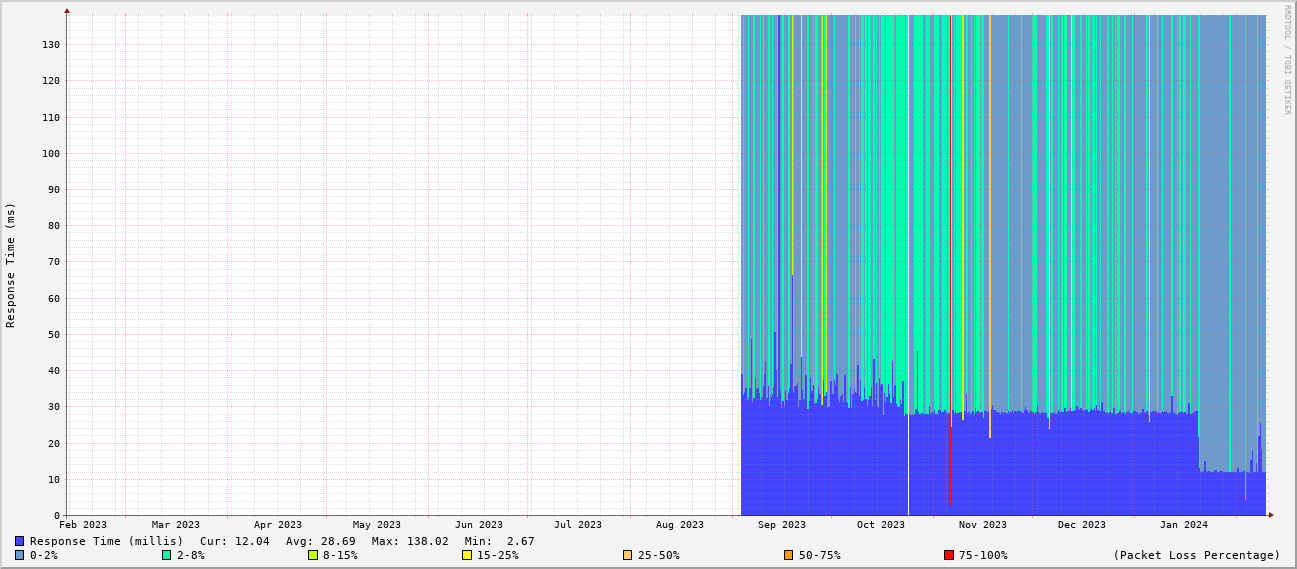 RRDTOOL / TOBI OETIKER
Response Time (ms)
130
120
110
100
90
80
70
60
50
40
30
20
10
0
Feb 2023 Mar 2023 Apr 2023 May 2023 Jun 2023 Jul 2023 Aug 2023 Sep 2023 Oct 2023 Nov 2023 Dec 2023 Jan 2024
Response Time (millis) Cur: 12.04 Avg: 28.69 Max: 138.02 Min: 2.67
0-2% 2-8% 8-15% 15-25% 25-50% 50-75% 75-100% (Packet Loss Percentage)